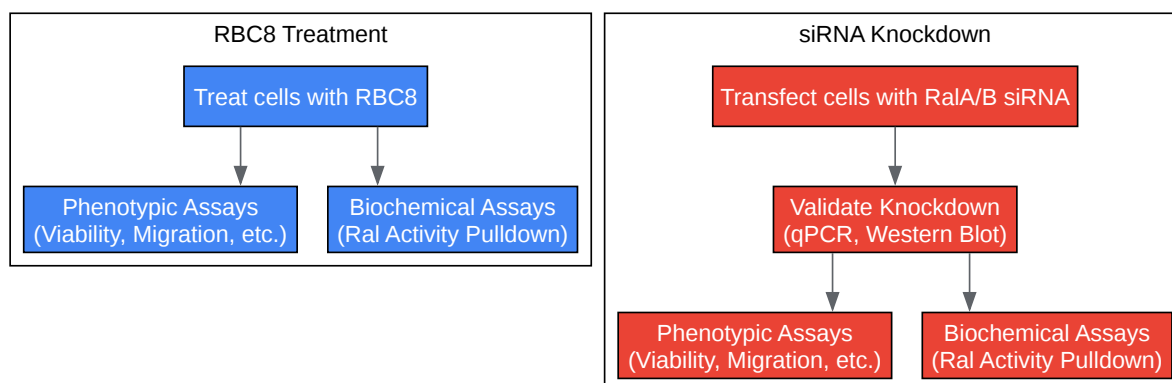 RBC8 Treatment
Treat cells with RBC8
Phenotypic Assays
(Viability, Migration, etc.)
Biochemical Assays
(Ral Activity Pulldown)
siRNA Knockdown
Transfect cells with RalA/B siRNA
Validate Knockdown
(qPCR, Western Blot)
Phenotypic Assays
(Viability, Migration, etc.)
Biochemical Assays
(Ral Activity Pulldown)